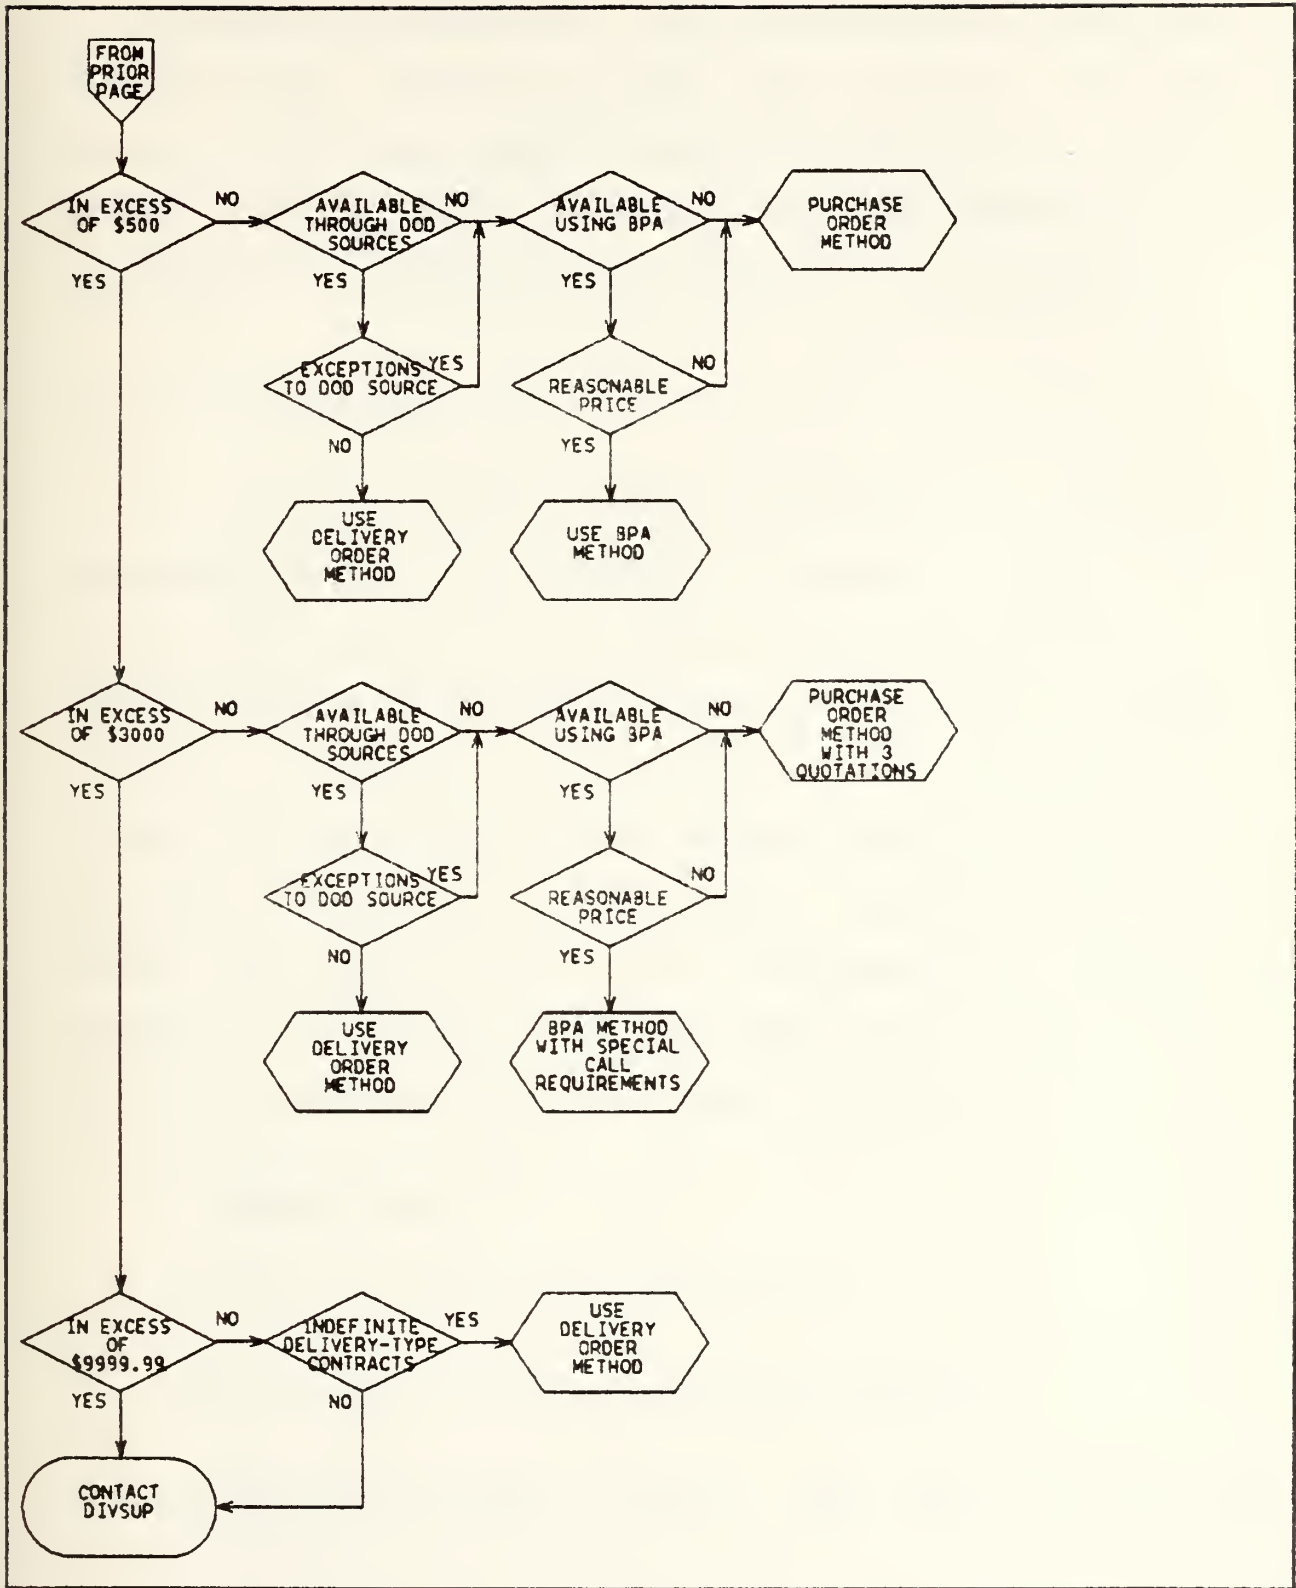 FROM
PRIOR
PAGE
IN EXCESS
OF $500
NO
YES
AVAILABLE
THROUGH DOD
SOURCES
NO
YES
AVAILABLE
USING BPA
NO
YES
PURCHASE
ORDER
METHOD
EXCEPTIONS
TO DOD SOURCE
YES
NO
REASONABLE
PRICE
NO
YES
USE
DELIVERY
ORDER
METHOD
USE BPA
METHOD
IN EXCESS
OF $3000
NO
YES
AVAILABLE
THROUGH DOD
SOURCES
NO
YES
AVAILABLE
USING BPA
NO
YES
PURCHASE
ORDER
METHOD
WITH 3
QUOTATIONS
EXCEPTIONS
TO DOD SOURCE
YES
NO
REASONABLE
PRICE
NO
YES
USE
DELIVERY
ORDER
METHOD
BPA METHOD
WITH SPECIAL
CALL
REQUIREMENTS
IN EXCESS
OF
$9999.99
NO
YES
INDEFINITE
DELIVERY-TYPE
CONTRACTS
YES
NO
USE
DELIVERY
ORDER
METHOD
CONTACT
DIVSUP